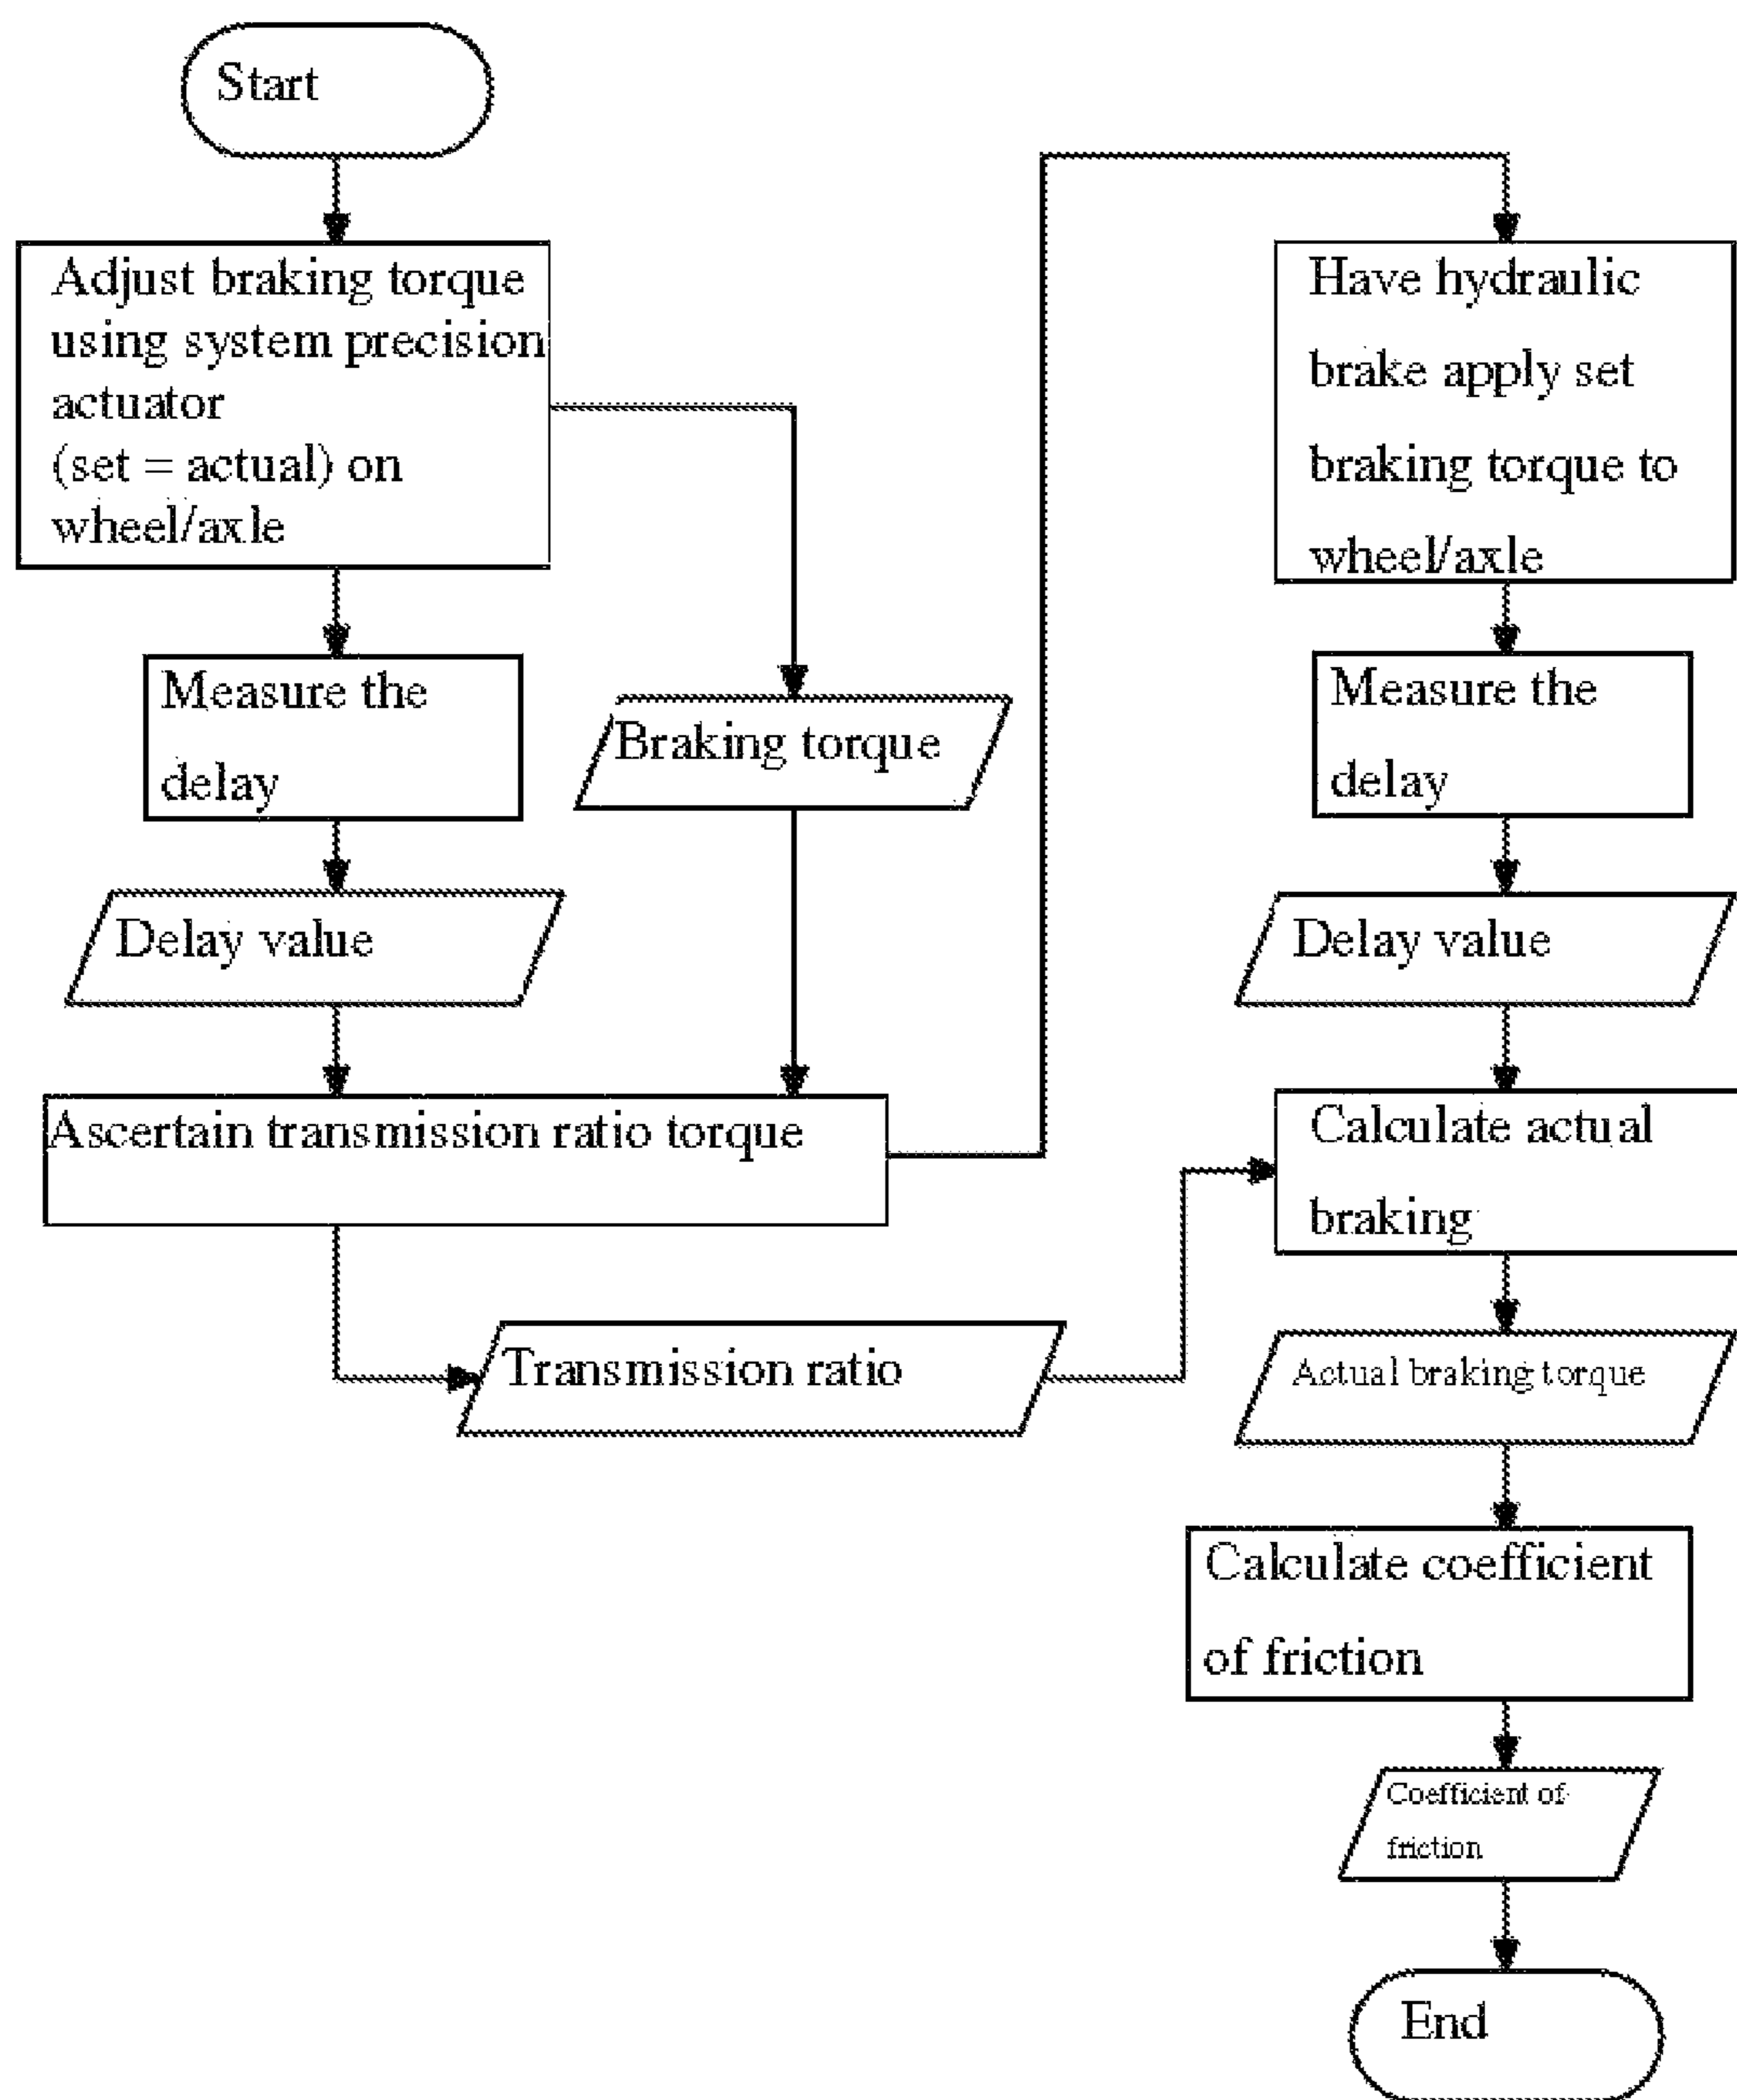 Start
Adjust braking torque
using system precision
actuator
(set = actual) on
wheel/axle
Measure the
delay
Braking torque
Delay value
Ascertain transmission ratio torque
Transmission ratio
Have hydraulic
brake apply set
braking torque to
wheel/axle
Measure the
delay
Delay value
Calculate actual
braking
Actual braking torque
Calculate coefficient
of friction
Coefficient of
friction
End